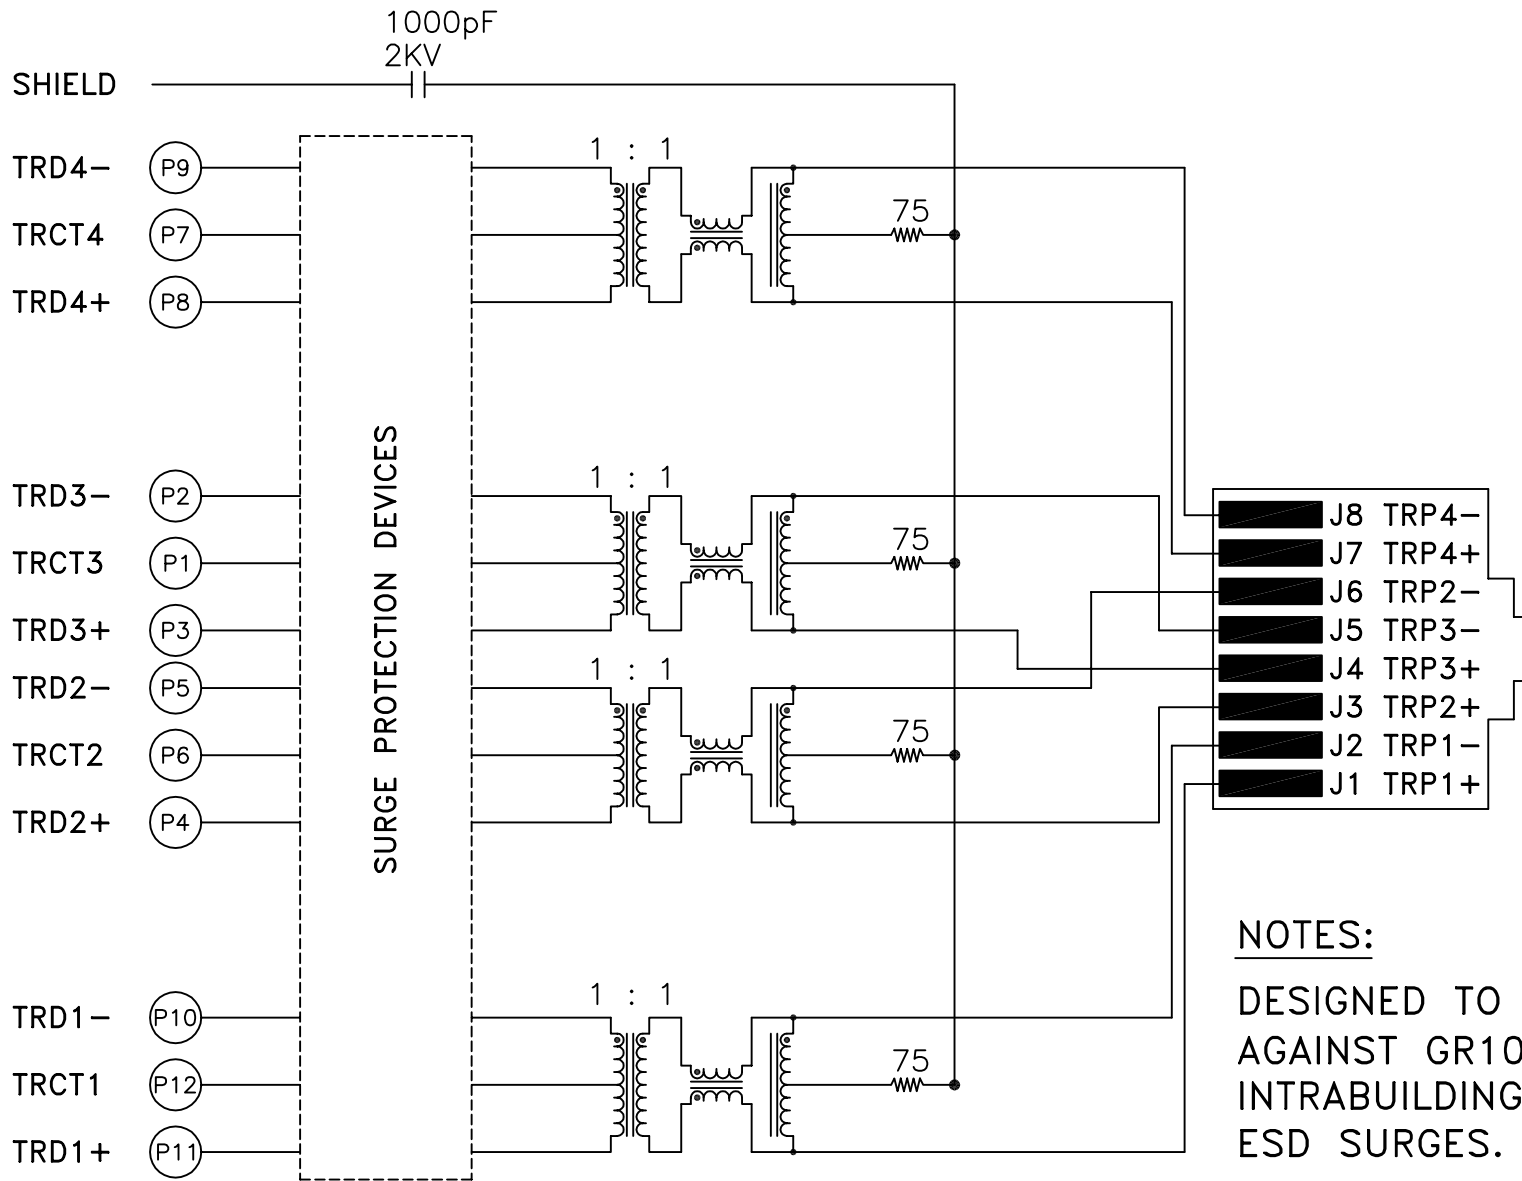 1000pF
2KV
SHIELD
TRD4- P9
TRCT4 P7
TRD4+ P8
1 : 1
75
TRD3- P2
TRCT3 P1
TRD3+ P3
1 : 1
75
TRD2- P5
TRCT2 P6
TRD2+ P4
1 : 1
75
TRD1- P10
TRCT1 P12
TRD1+ P11
1 : 1
75
SURGE PROTECTION DEVICES
J8 TRP4-
J7 TRP4+
J6 TRP2-
J5 TRP3-
J4 TRP3+
J3 TRP2+
J2 TRP1-
J1 TRP1+
NOTES:
DESIGNED TO
AGAINST GR10
INTRABUILDING
ESD SURGES.